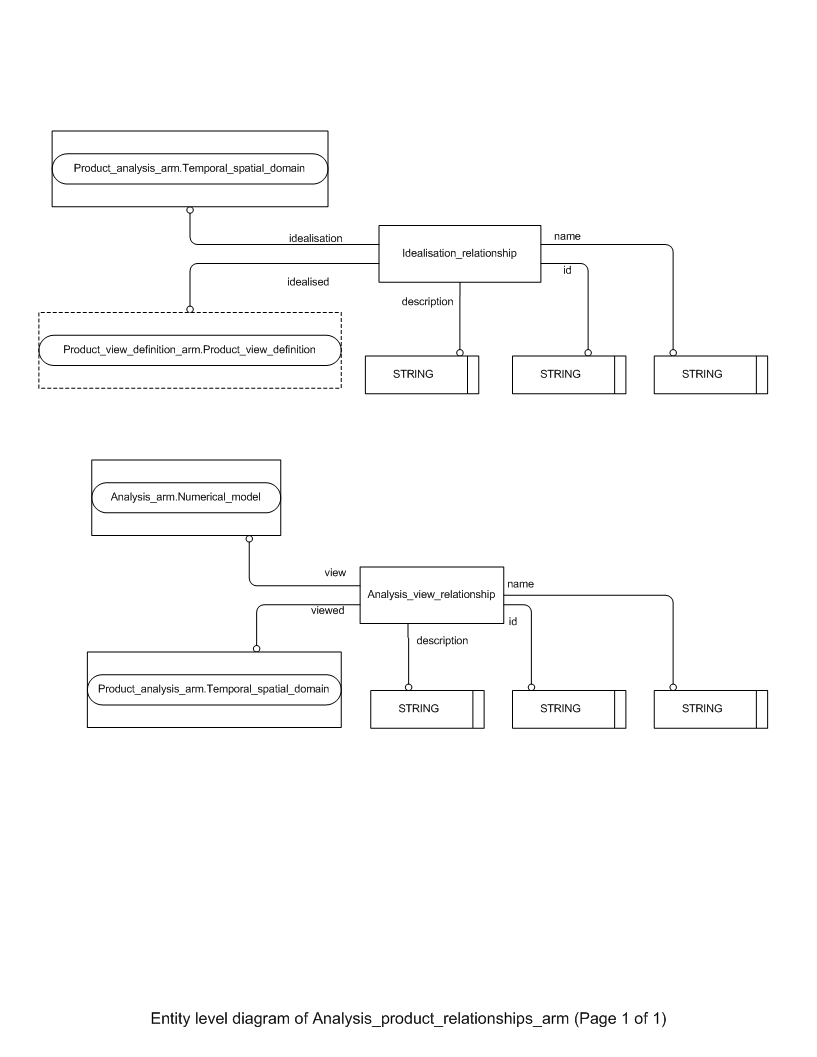 Product_analysis_arm.Temporal_spatial_domain
idealisation
name
Idealisation_relationship
id
idealised
description
Product_view_definition_arm.Product_view_definition
STRING
STRING
STRING
Analysis_arm.Numerical_model
view
name
Analysis_view_relationship
viewed
id
description
Product_analysis_arm.Temporal_spatial_domain
STRING
STRING
STRING
Entity level diagram of Analysis_product_relationships_arm (Page 1 of 1)